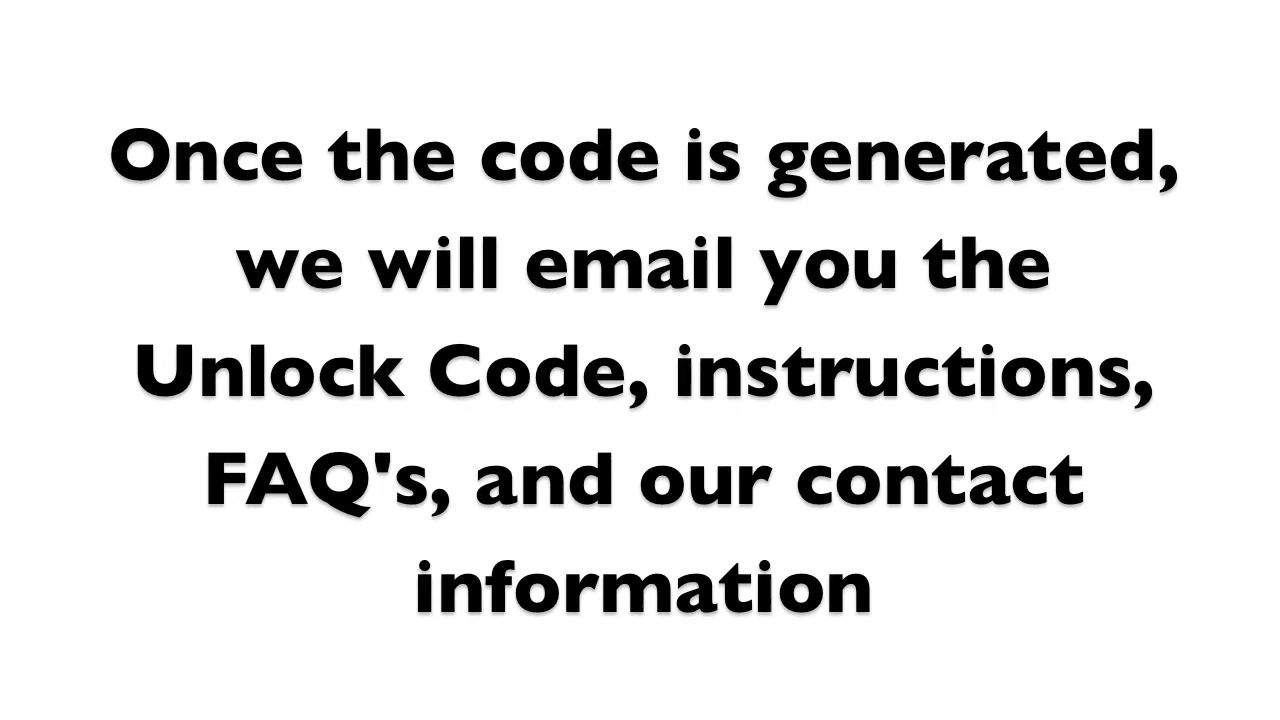 Once the code is generated,
we will email you the
Unlock Code, instructions,
FAQ's, and our contact
information